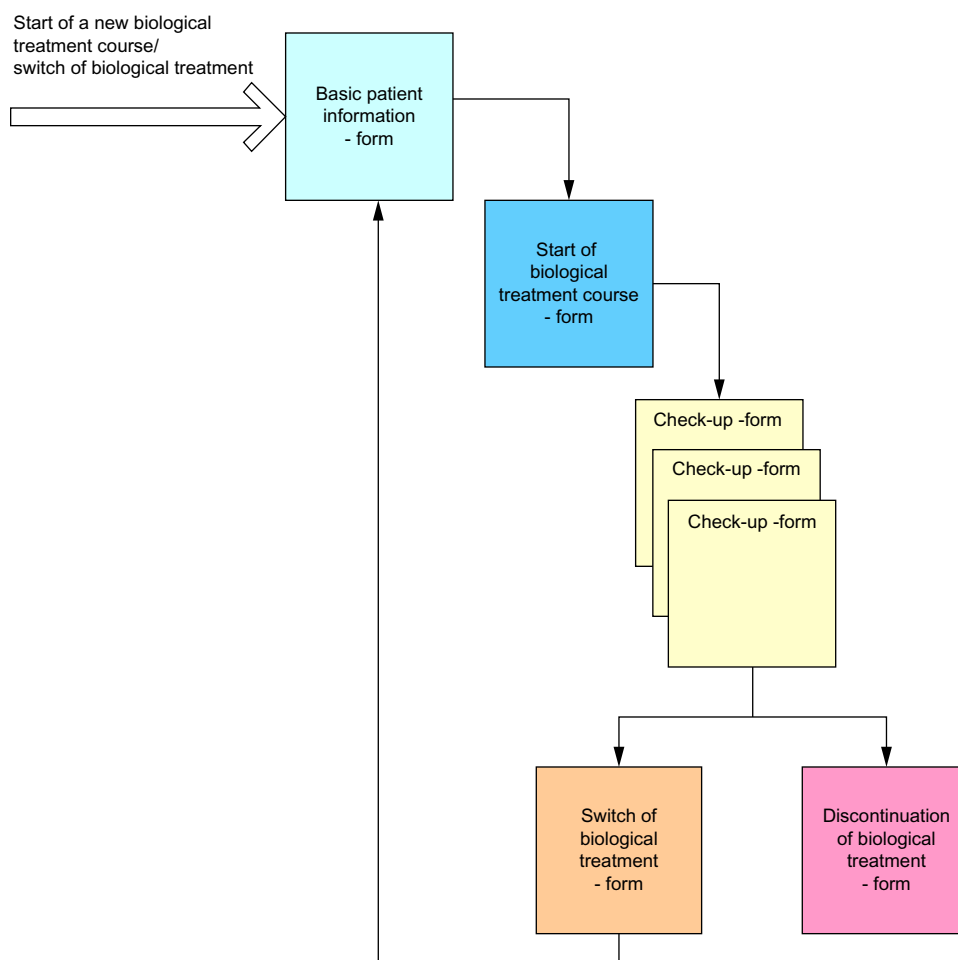 Start of a new biological
treatment course/
switch of biological treatment
Basic patient
information
- form
Start of
biological
treatment course
- form
Check-up -form
Check-up -form
Check-up -form
Switch of
biological
treatment
- form
Discontinuation
of biological
treatment
- form